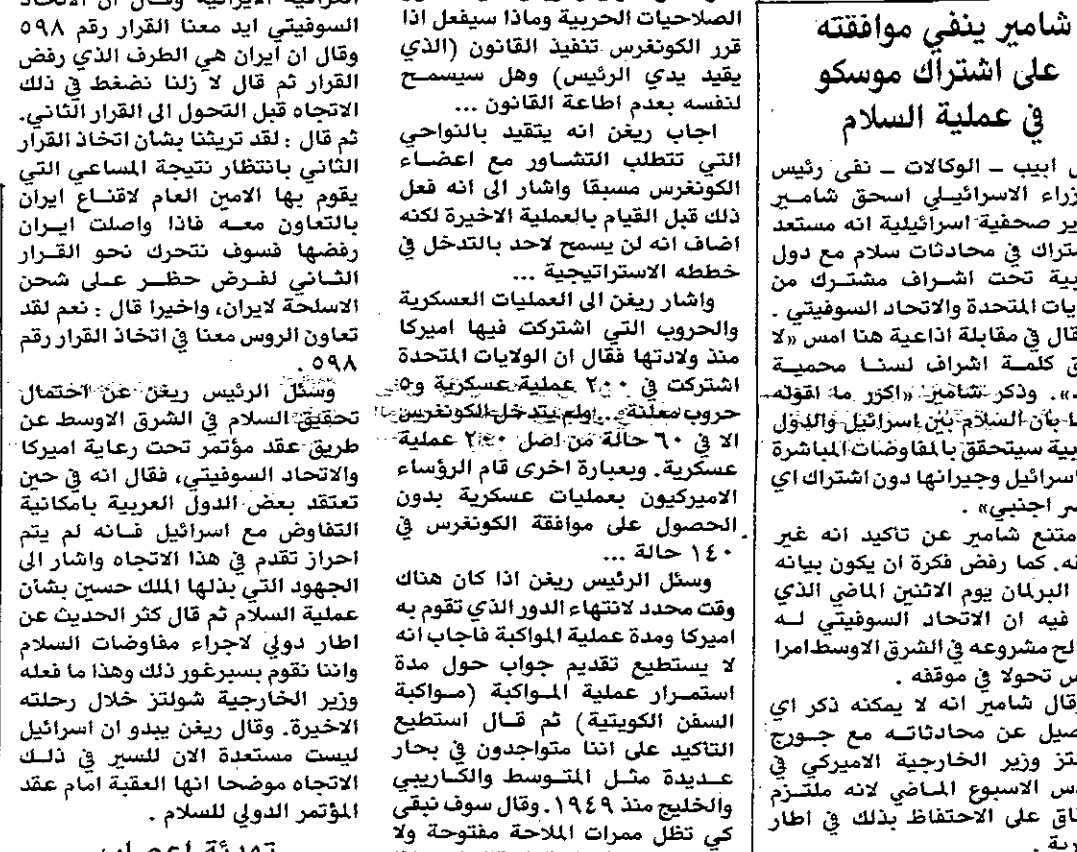 شامير ينفي موافقته
على اشتراك موسكو
في عملية السلام
ابيب ــ الوكالات ــ نفى رئيس
الاسرائيلي اسحق شامير
صحفية اسرائيلية انه مستعد
في محادثات سلام مع دول
تحت اشراف مشترك من
المتحدة والاتحاد السوفيتي .
في مقابلة اذاعية هنا امس «لا
كلمة اشراف لسنا محمية
». وذكر شامير: «اكرر ما اقوله
بأن السلام بين اسرائيل والدول
سيتحقق بالمفاوضات المباشرة
اسرائيل وجيرانها دون اشتراك اي
اجنبي» .
شامير عن تأكيد انه غير
كما رفض فكرة ان يكون بيانه
البرلمان يوم الاثنين الماضي الذي
فيه ان الاتحاد السوفيتي له
مشروعه في الشرق الاوسط امرا
تحولا في موقفه .
شامير انه لا يمكنه ذكر اي
عن محادثاته مع جورج
وزير الخارجية الاميركي في
الاسبوع الماضي لانه ملتزم
على الاحتفاظ بذلك في اطار
الصلاحيات الحربية وماذا سيفعل اذا
قرر الكونغرس تنفيذ القانون (الذي
يقيد يدي الرئيس) وهل سيسمح
لنفسه بعدم اطاعة القانون ...
اجاب ريغن انه يتقيد بالنواحي
التي تتطلب التشاور مع اعضاء
الكونغرس مسبقا واشار الى انه فعل
ذلك قبل القيام بالعملية الاخيرة لكنه
اضاف انه لن يسمح لاحد بالتدخل في
خططه الاستراتيجية ...
واشار ريغن الى العمليات العسكرية
والحروب التي اشتركت فيها اميركا
منذ ولادتها فقال ان الولايات المتحدة
اشتركت في ٢٠٠ عملية عسكرية و٥
حروب معلنة ... ولم يتدخل الكونغرس
الا في ٦٠ حالة من اصل ٢٠٠ عملية
عسكرية. وبعبارة اخرى قام الرؤساء
الاميركيون بعمليات عسكرية بدون
الحصول على موافقة الكونغرس في
١٤٠ حالة ...
وسئل الرئيس ريغن اذا كان هناك
وقت محدد لانتهاء الدور الذي تقوم به
اميركا ومدة عملية المواكبة فاجاب انه
لا يستطيع تقديم جواب حول مدة
استمرار عملية المواكبة (مواكبة
السفن الكويتية) ثم قال استطيع
التأكيد على اننا متواجدون في بحار
عديدة مثل المتوسط والكاريبي
والخليج منذ ١٩٤٩. وقال سوف نبقى
كي تظل ممرات الملاحة مفتوحة ولا
السوفيتي ايد معنا القرار رقم ٥٩٨
وقال ان ايران هي الطرف الذي رفض
القرار ثم قال لا زلنا نضغط في ذلك
الاتجاه قبل التحول الى القرار الثاني.
ثم قال : لقد تريثنا بشأن اتخاذ القرار
الثاني بانتظار نتيجة المساعي التي
يقوم بها الامين العام لاقناع ايران
بالتعاون معه فاذا واصلت ايران
رفضها فسوف نتحرك نحو القرار
الثاني لفرض حظر على شحن
الاسلحة لايران، واخيرا قال : نعم لقد
تعاون الروس معنا في اتخاذ القرار رقم
٥٩٨ .
وسئل الرئيس ريغن عن احتمال
تحقيق السلام في الشرق الاوسط عن
طريق عقد مؤتمر تحت رعاية اميركا
والاتحاد السوفيتي، فقال انه في حين
تعتقد بعض الدول العربية بامكانية
التفاوض مع اسرائيل فانه لم يتم
احراز تقدم في هذا الاتجاه واشار الى
الجهود التي بذلها الملك حسين بشأن
عملية السلام ثم قال كثر الحديث عن
اطار دولي لاجراء مفاوضات السلام
واننا نقوم بسبرغور ذلك وهذا ما فعله
وزير الخارجية شولتز خلال رحلته
الاخيرة. وقال ريغن يبدو ان اسرائيل
ليست مستعدة الان للسير في ذلك
الاتجاه موضحا انها العقبة امام عقد
المؤتمر الدولي للسلام .